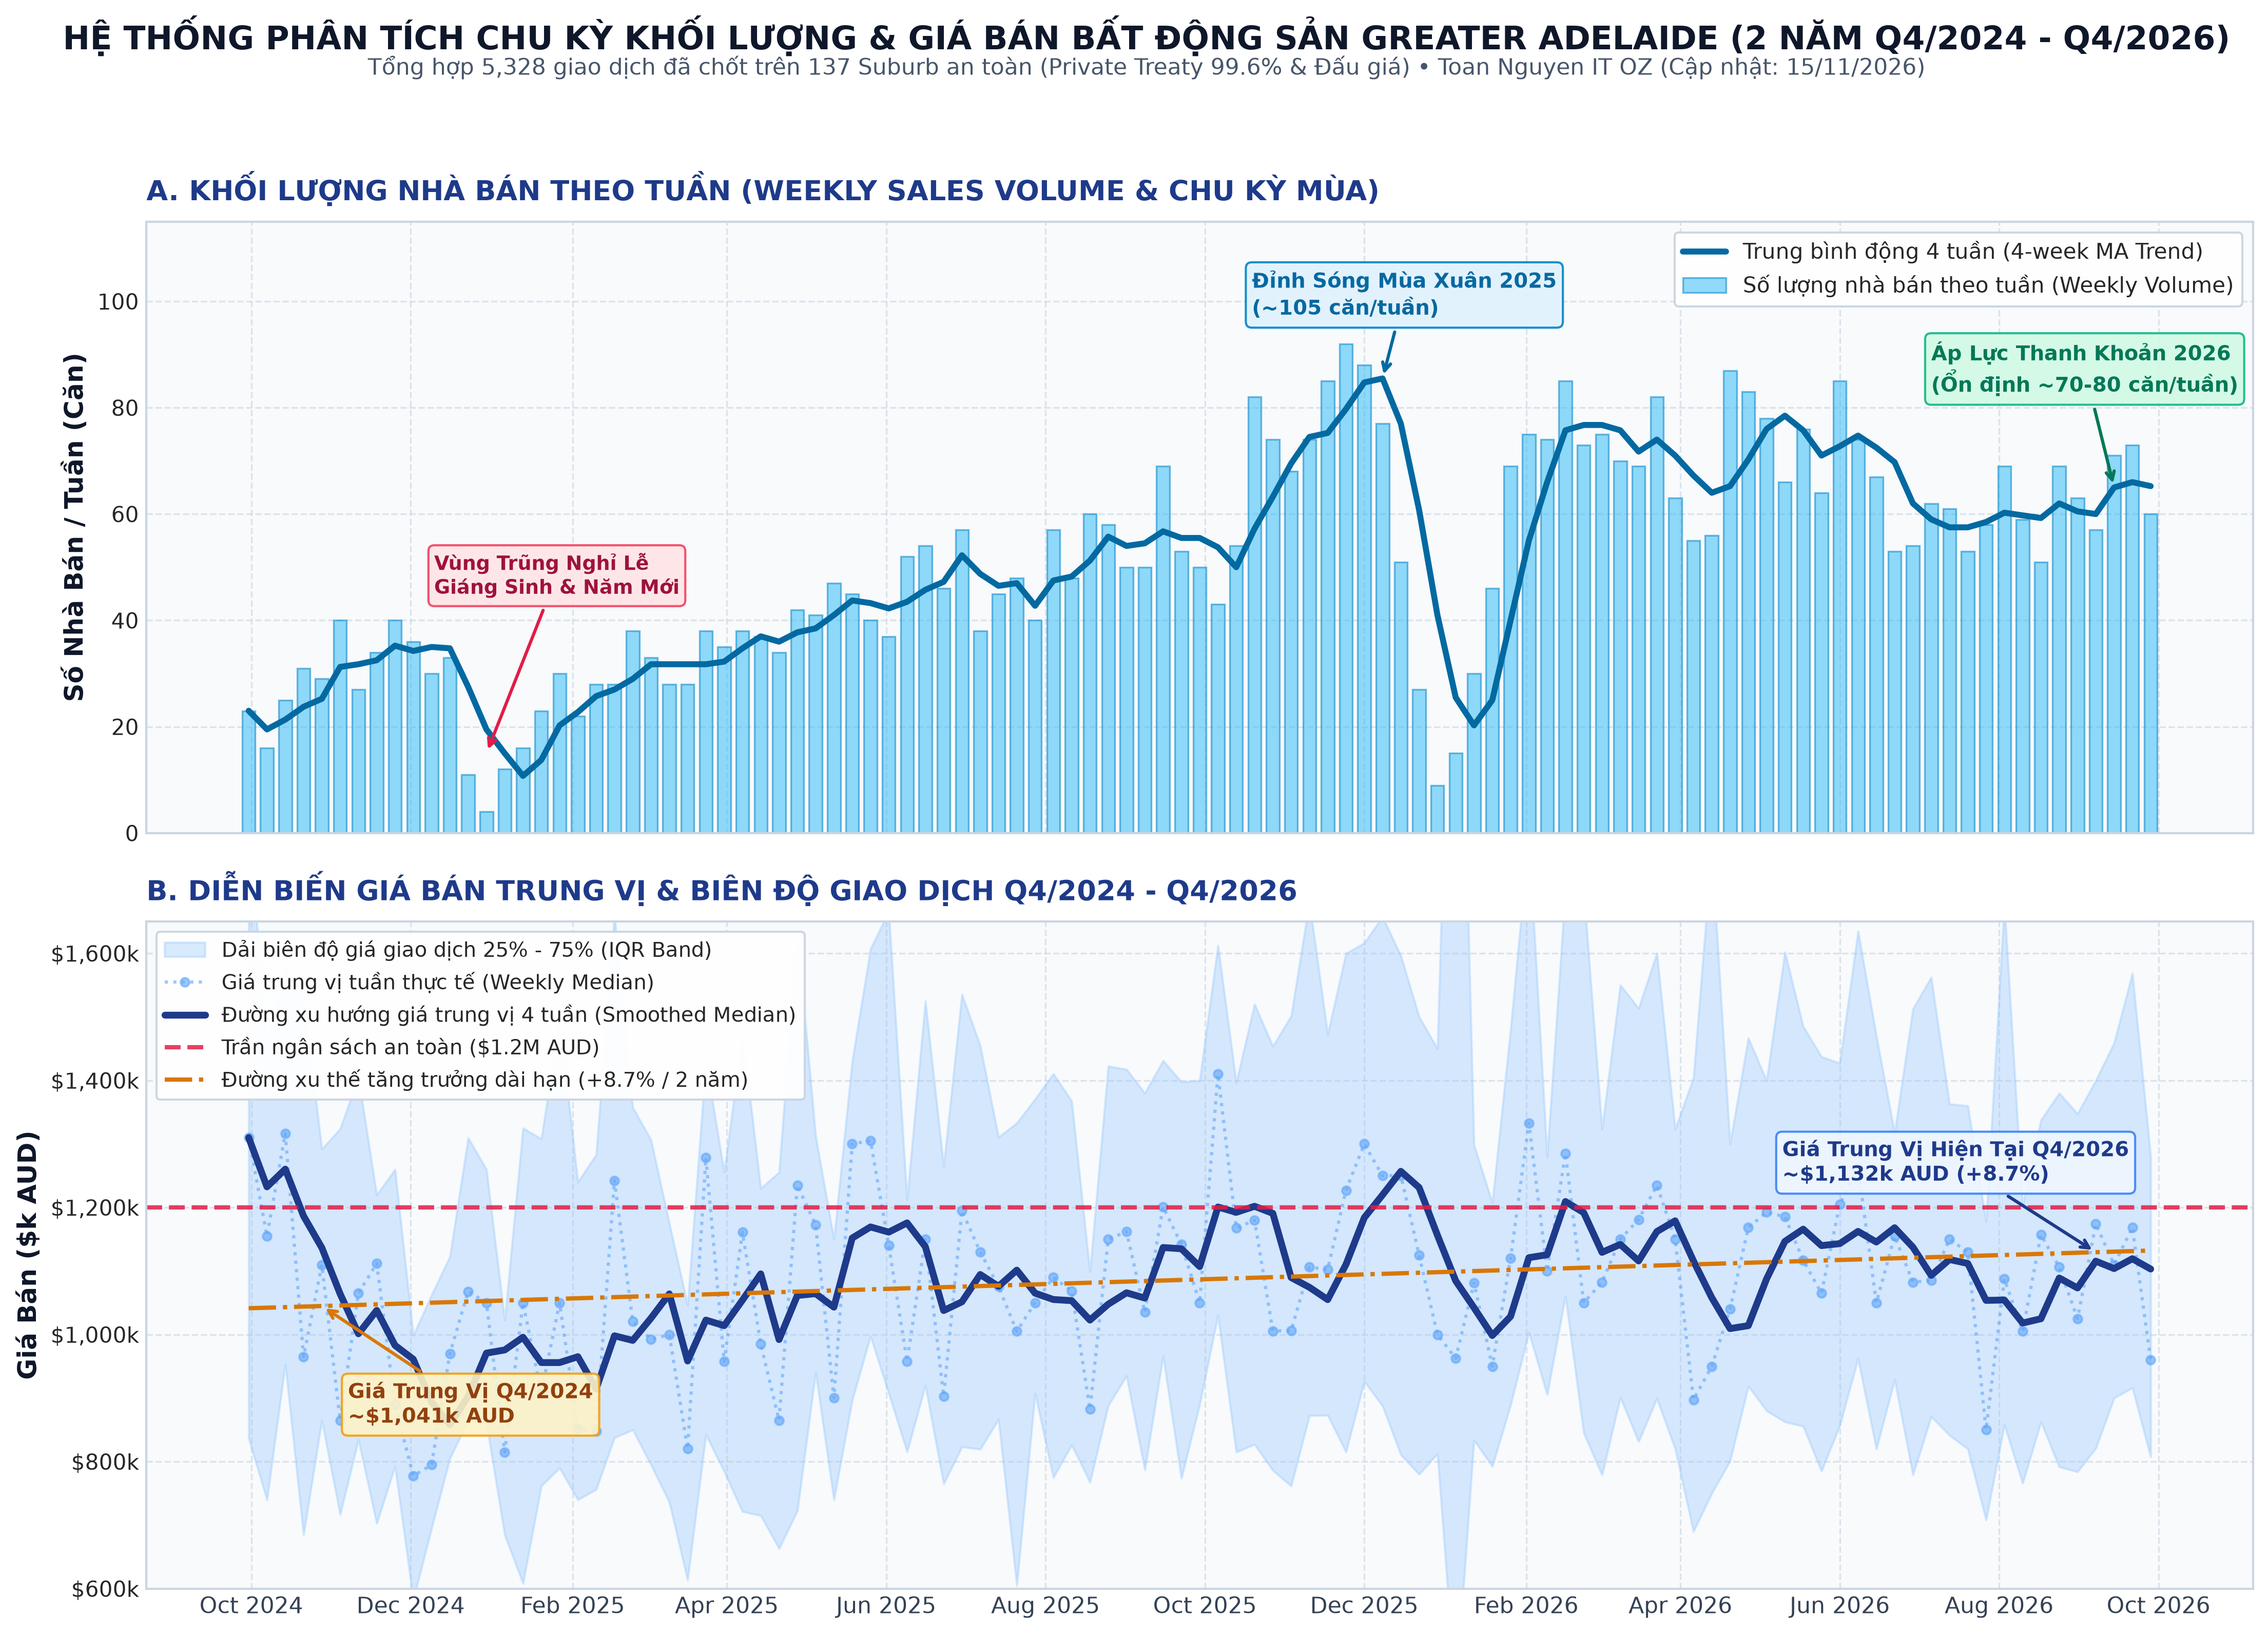 HỆ THỐNG PHÂN TÍCH CHU KỲ KHỐI LƯỢNG & GIÁ BÁN BẤT ĐỘNG SẢN GREATER ADELAIDE (2 NĂM Q4/2024 - Q4/2026)
Tổng hợp 5,328 giao dịch đã chốt trên 137 Suburb an toàn (Private Treaty 99.6% & Đấu giá) • Toan Nguyen IT OZ (Cập nhật: 15/11/2026)
A. KHỐI LƯỢNG NHÀ BÁN THEO TUẦN (WEEKLY SALES VOLUME & CHU KỲ MÙA)
Số Nhà Bán / Tuần (Căn)
100
80
60
40
20
0
Trung bình động 4 tuần (4-week MA Trend)
Số lượng nhà bán theo tuần (Weekly Volume)
Đỉnh Sóng Mùa Xuân 2025
(~105 căn/tuần)
Áp Lực Thanh Khoản 2026
(Ổn định ~70-80 căn/tuần)
Vùng Trũng Nghỉ Lễ
Giáng Sinh & Năm Mới
B. DIỄN BIẾN GIÁ BÁN TRUNG VỊ & BIÊN ĐỘ GIAO DỊCH Q4/2024 - Q4/2026
Giá Bán ($k AUD)
$1,600k
$1,400k
$1,200k
$1,000k
$800k
$600k
Dải biên độ giá giao dịch 25% - 75% (IQR Band)
Giá trung vị tuần thực tế (Weekly Median)
Đường xu hướng giá trung vị 4 tuần (Smoothed Median)
Trần ngân sách an toàn ($1.2M AUD)
Đường xu thế tăng trưởng dài hạn (+8.7% / 2 năm)
Giá Trung Vị Hiện Tại Q4/2026
~$1,132k AUD (+8.7%)
Giá Trung Vị Q4/2024
~$1,041k AUD
Oct 2024
Dec 2024
Feb 2025
Apr 2025
Jun 2025
Aug 2025
Oct 2025
Dec 2025
Feb 2026
Apr 2026
Jun 2026
Aug 2026
Oct 2026